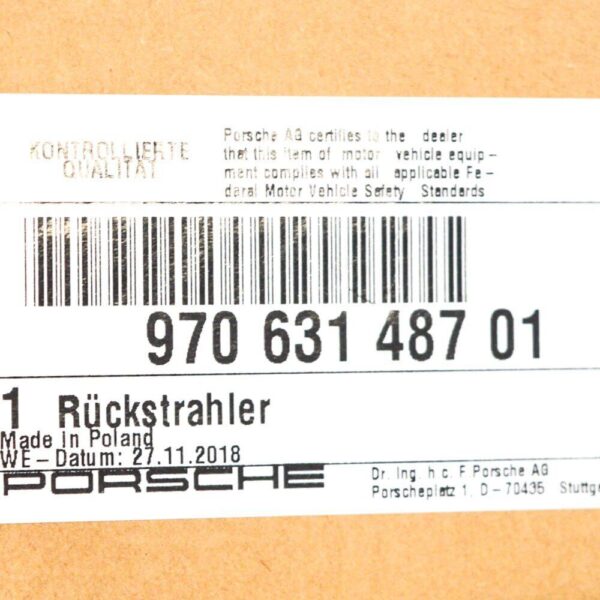 KONTROLLIERTE
QUALITÄT
Porsche AG certifies to the dealer
that this item of motor vehicle equip-
ment complies with all applicable Fe-
daral Motor Vehicle Safety Standards
970 631 487 01
1 Rückstrahler
Made in Poland
WE-Datum: 27.11.2018
PORSCHE
Dr. Ing. h c. F. Porsche AG
Porscheplatz 1, D-70435 Stuttg